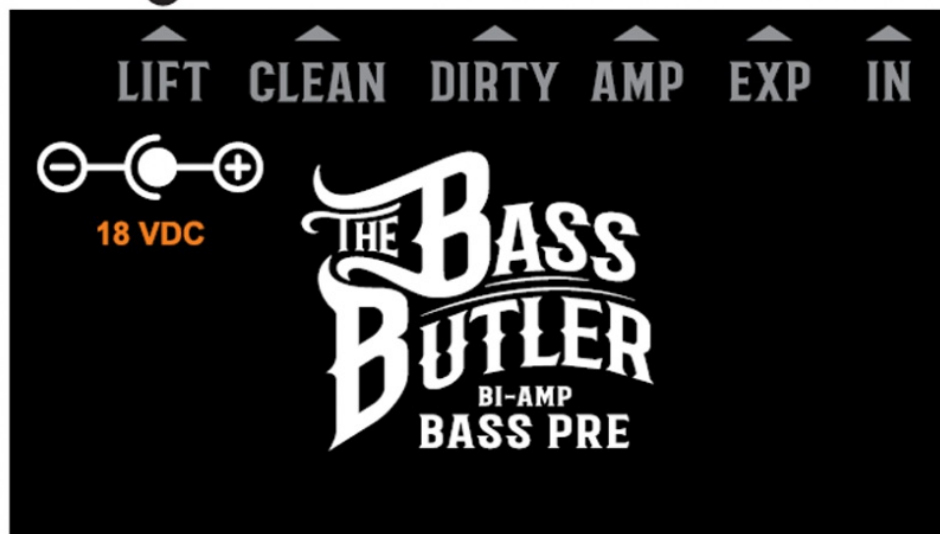 LIFT CLEAN DIRTY AMP EXP IN
18 VDC
THE BASS
BUTLER
BI-AMP
BASS PRE